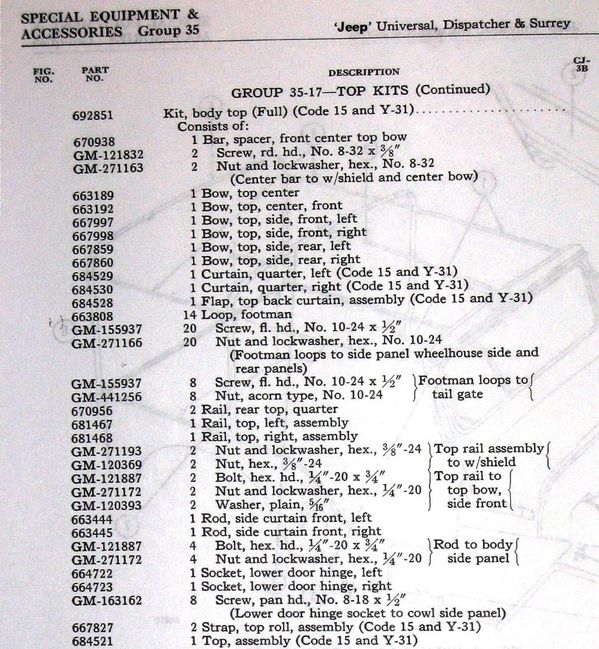 SPECIAL EQUIPMENT &
ACCESSORIES Group 35
'Jeep' Universal, Dispatcher & Surrey
FIG. NO. PART NO. DESCRIPTION CJ-3B
GROUP 35-17—TOP KITS (Continued)
692851 Kit, body top (Full) (Code 15 and Y-31)
Consists of:
670938 1 Bar, spacer, front center top bow
GM-121832 2 Screw, rd. hd., No. 8-32 x 3/8"
GM-271163 2 Nut and lockwasher, hex., No. 8-32
(Center bar to w/shield and center bow)
663189 1 Bow, top center
663192 1 Bow, top, center, front
667997 1 Bow, top, side, front, left
667998 1 Bow, top, side, front, right
667859 1 Bow, top, side, rear, left
667860 1 Bow, top, side, rear, right
684529 1 Curtain, quarter, left (Code 15 and Y-31)
684530 1 Curtain, quarter, right (Code 15 and Y-31)
684528 1 Flap, top back curtain, assembly (Code 15 and Y-31)
663808 14 Loop, footman
GM-155937 20 Screw, fl. hd., No. 10-24 x 1/2"
GM-271166 20 Nut and lockwasher, hex., No. 10-24
(Footman loops to side panel wheelhouse side and
rear panels)
GM-155937 8 Screw, fl. hd., No. 10-24 x 1/2" } Footman loops to {
GM-441256 8 Nut, acorn type, No. 10-24 } tail gate {
670956 2 Rail, rear top, quarter
681467 1 Rail, top, left, assembly
681468 1 Rail, top, right, assembly
GM-271193 2 Nut and lockwasher, hex., 3/8"-24 } Top rail assembly {
GM-120369 2 Nut, hex., 3/8"-24 } to w/shield {
GM-121887 2 Bolt, hex. hd., 1/4"-20 x 3/4" } Top rail to {
GM-271172 2 Nut and lockwasher, hex., 1/4"-20 } top bow, {
GM-120393 2 Washer, plain, 5/16" } side front {
663444 1 Rod, side curtain front, left
663445 1 Rod, side curtain front, right
GM-121887 4 Bolt, hex. hd., 1/4"-20 x 3/4" } Rod to body {
GM-271172 4 Nut and lockwasher, hex., 1/4"-20 } side panel {
664722 1 Socket, lower door hinge, left
664723 1 Socket, lower door hinge, right
GM-163162 8 Screw, pan hd., No. 8-18 x 1/2"
(Lower door hinge socket to cowl side panel)
667827 2 Strap, top roll, assembly (Code 15 and Y-31)
684521 1 Top, assembly (Code 15 and Y-31)